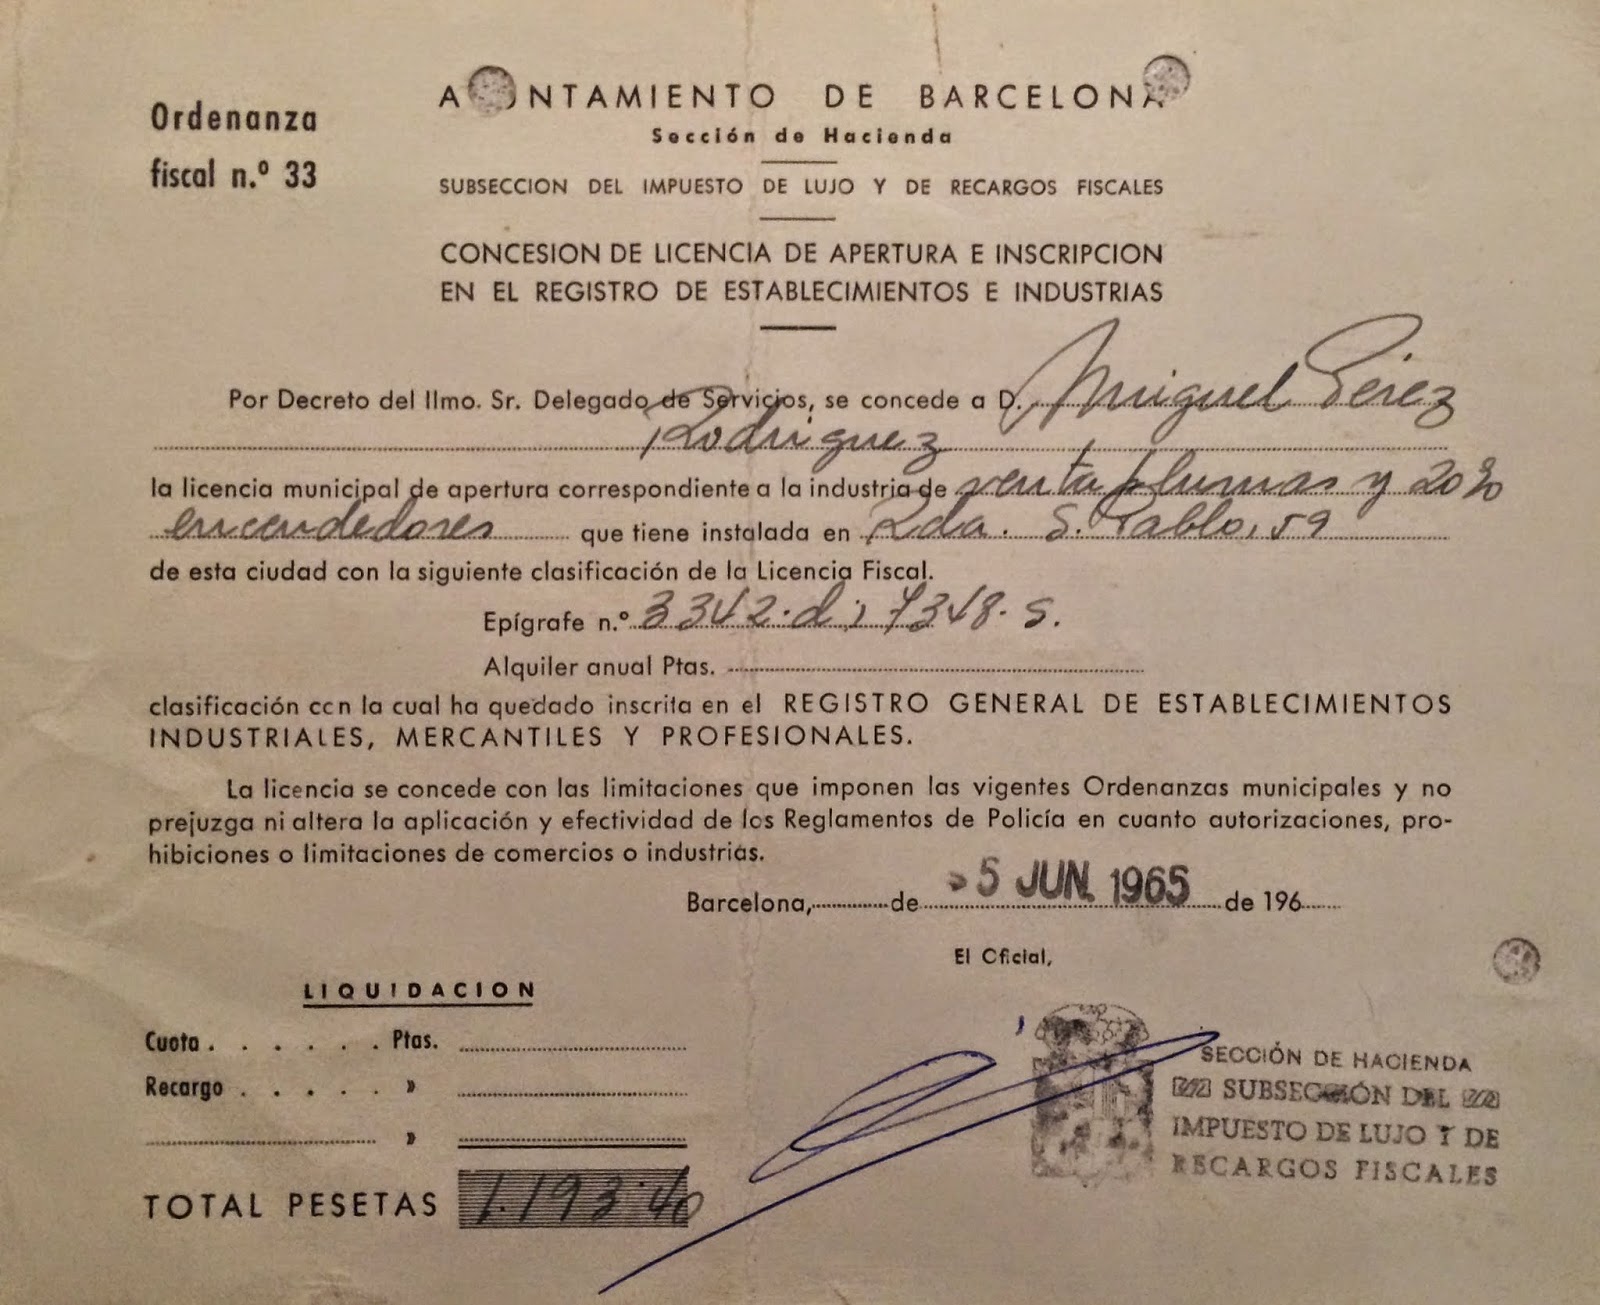 Ordenanza
fiscal n.º 33
AYUNTAMIENTO DE BARCELONA
Sección de Hacienda
SUBSECCION DEL IMPUESTO DE LUJO Y DE RECARGOS FISCALES
CONCESION DE LICENCIA DE APERTURA E INSCRIPCION
EN EL REGISTRO DE ESTABLECIMIENTOS E INDUSTRIAS
Por Decreto del Ilmo. Sr. Delegado de Servicios, se concede a D. Miguel Pérez
Rodriguez
la licencia municipal de apertura correspondiente a la industria de venta plumas y
encendedores que tiene instalada en Rda. S. Pablo, 59
de esta ciudad con la siguiente clasificación de la Licencia Fiscal.
Epígrafe n.º 3342·d; 7348·s.
Alquiler anual Ptas.
clasificación con la cual ha quedado inscrita en el REGISTRO GENERAL DE ESTABLECIMIENTOS
INDUSTRIALES, MERCANTILES Y PROFESIONALES.
La licencia se concede con las limitaciones que imponen las vigentes Ordenanzas municipales y no
prejuzga ni altera la aplicación y efectividad de los Reglamentos de Policía en cuanto autorizaciones, pro-
hibiciones o limitaciones de comercios o industrias.
Barcelona, de 5 JUN. 1965 de 196
El Oficial,
LIQUIDACION
Cuota . . . . . . Ptas.
Recargo . . . . . »
»
TOTAL PESETAS 1.193·40
SECCIÓN DE HACIENDA
SUBSECCIÓN DEL
IMPUESTO DE LUJO Y DE
RECARGOS FISCALES